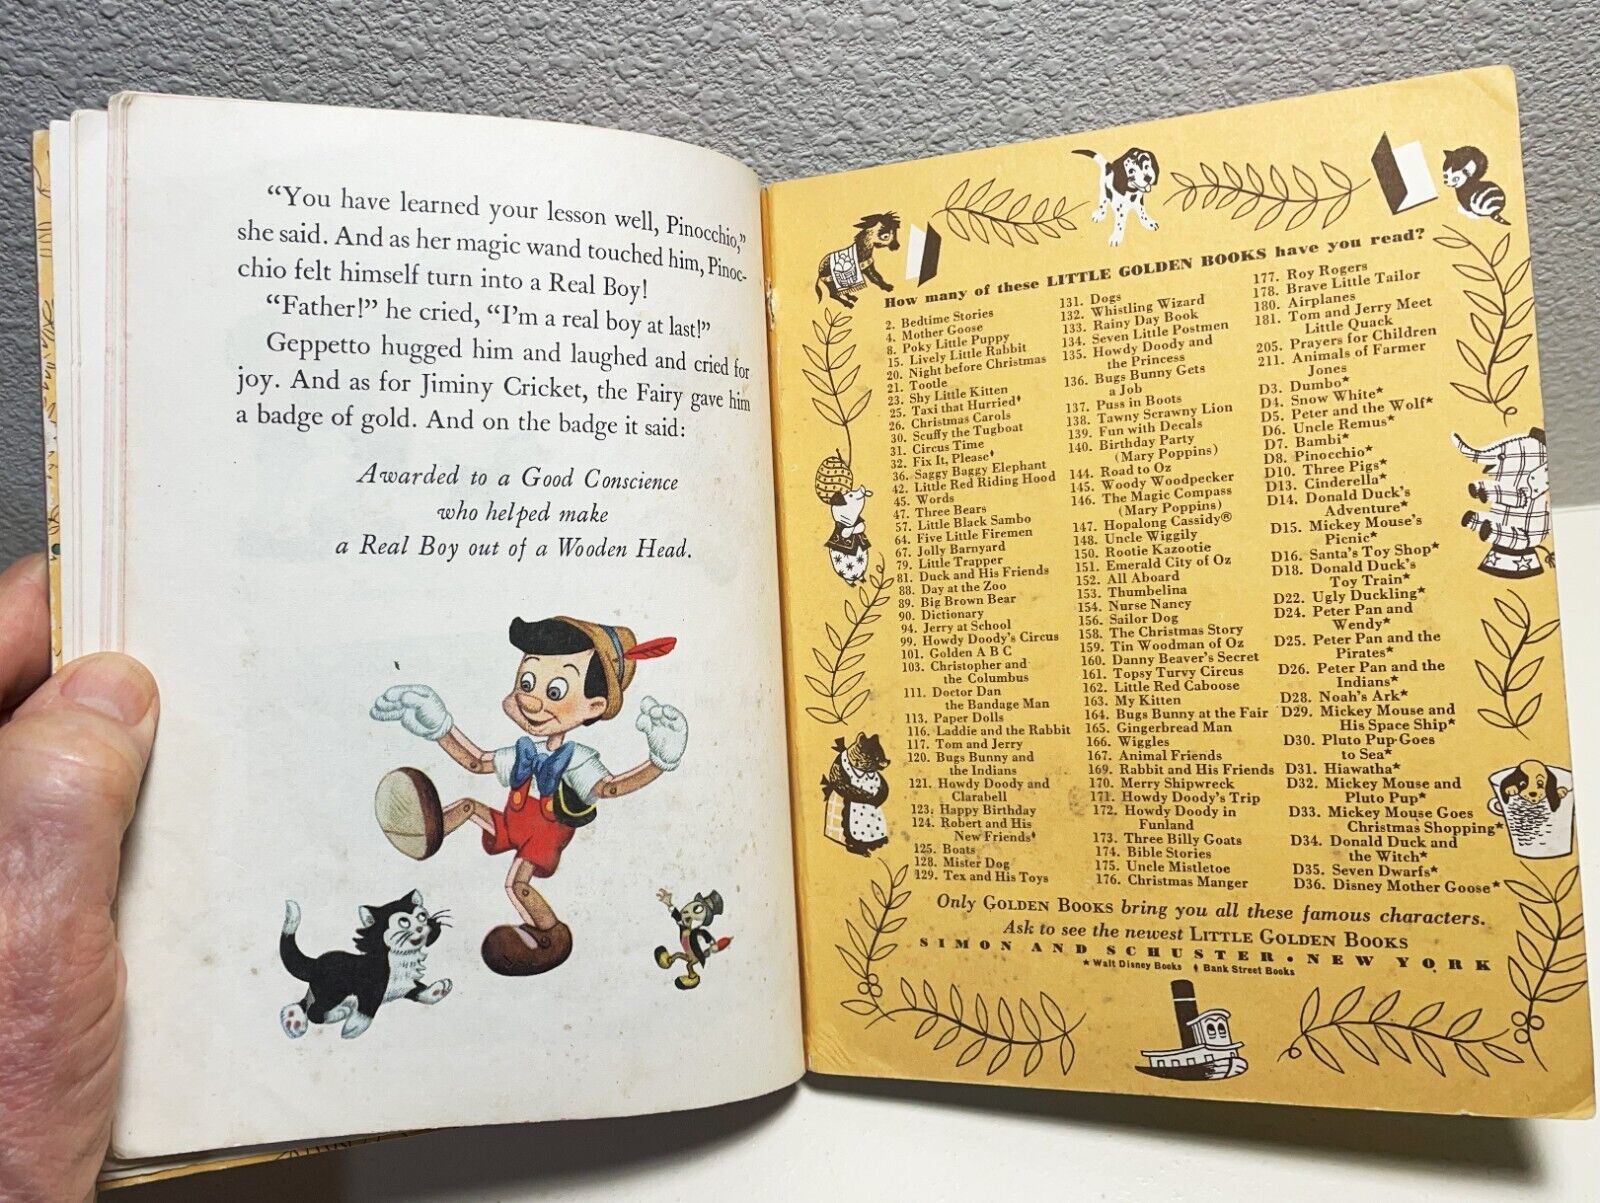 “You have learned your lesson well, Pinocchio,”
she said. And as her magic wand touched him, Pinoc-
chio felt himself turn into a Real Boy!
“Father!” he cried, “I'm a real boy at last!”
Geppetto hugged him and laughed and cried for
joy. And as for Jiminy Cricket, the Fairy gave him
a badge of gold. And on the badge it said:
Awarded to a Good Conscience
who helped make
a Real Boy out of a Wooden Head.
How many of these LITTLE GOLDEN BOOKS have you read?
2. Bedtime Stories
4. Mother Goose
8. Poky Little Puppy
15. Lively Little Rabbit
20. Night before Christmas
21. Tootle
23. Shy Little Kitten
25. Taxi that Hurried†
26. Christmas Carols
30. Scuffy the Tugboat
31. Circus Time
32. Fix It, Please†
36. Saggy Baggy Elephant
42. Little Red Riding Hood
45. Words
47. Three Bears
57. Little Black Sambo
64. Five Little Firemen
67. Jolly Barnyard
79. Little Trapper
81. Duck and His Friends
88. Day at the Zoo
89. Big Brown Bear
90. Dictionary
94. Jerry at School
99. Howdy Doody's Circus
101. Golden A B C
103. Christopher and
the Columbus
111. Doctor Dan
the Bandage Man
113. Paper Dolls
116. Laddie and the Rabbit
117. Tom and Jerry
120. Bugs Bunny and
the Indians
121. Howdy Doody and
Clarabell
123. Happy Birthday
124. Robert and His
New Friends†
125. Boats
128. Mister Dog
129. Tex and His Toys
131. Dogs
132. Whistling Wizard
133. Rainy Day Book
134. Seven Little Postmen
135. Howdy Doody and
the Princess
136. Bugs Bunny Gets
a Job
137. Puss in Boots
138. Tawny Scrawny Lion
139. Fun with Decals
140. Birthday Party
(Mary Poppins)
144. Road to Oz
145. Woody Woodpecker
146. The Magic Compass
(Mary Poppins)
147. Hopalong Cassidy®
148. Uncle Wiggily
150. Rootie Kazootie
151. Emerald City of Oz
152. All Aboard
153. Thumbelina
154. Nurse Nancy
156. Sailor Dog
158. The Christmas Story
159. Tin Woodman of Oz
160. Danny Beaver's Secret
161. Topsy Turvy Circus
162. Little Red Caboose
163. My Kitten
164. Bugs Bunny at the Fair
165. Gingerbread Man
166. Wiggles
167. Animal Friends
169. Rabbit and His Friends
170. Merry Shipwreck
171. Howdy Doody's Trip
172. Howdy Doody in
Funland
173. Three Billy Goats
174. Bible Stories
175. Uncle Mistletoe
176. Christmas Manger
177. Roy Rogers
178. Brave Little Tailor
180. Airplanes
181. Tom and Jerry Meet
Little Quack
205. Prayers for Children
211. Animals of Farmer
Jones
D3. Dumbo★
D4. Snow White★
D5. Peter and the Wolf★
D6. Uncle Remus★
D7. Bambi★
D8. Pinocchio★
D10. Three Pigs★
D13. Cinderella★
D14. Donald Duck's
Adventure★
D15. Mickey Mouse's
Picnic★
D16. Santa's Toy Shop★
D18. Donald Duck's
Toy Train★
D22. Ugly Duckling★
D24. Peter Pan and
Wendy★
D25. Peter Pan and the
Pirates★
D26. Peter Pan and the
Indians★
D28. Noah's Ark★
D29. Mickey Mouse and
His Space Ship★
D30. Pluto Pup Goes
to Sea★
D31. Hiawatha★
D32. Mickey Mouse and
Pluto Pup★
D33. Mickey Mouse Goes
Christmas Shopping★
D34. Donald Duck and
the Witch★
D35. Seven Dwarfs★
D36. Disney Mother Goose★
Only GOLDEN BOOKS bring you all these famous characters.
Ask to see the newest LITTLE GOLDEN BOOKS
SIMON AND SCHUSTER • NEW YORK
★Walt Disney Books † Bank Street Books